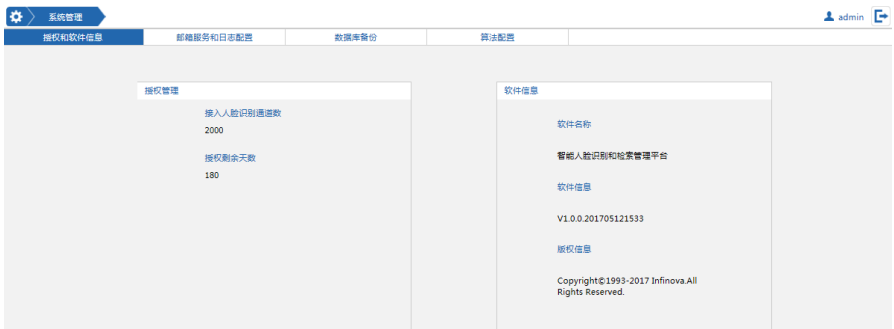 系统管理
admin
授权和软件信息
邮箱服务和日志配置
数据库备份
算法配置
授权管理
接入人脸识别通道数
2000
授权剩余天数
180
软件信息
软件名称
智能人脸识别和检索管理平台
软件信息
V1.0.0.201705121533
版权信息
Copyright©1993-2017 Infinova.All
Rights Reserved.